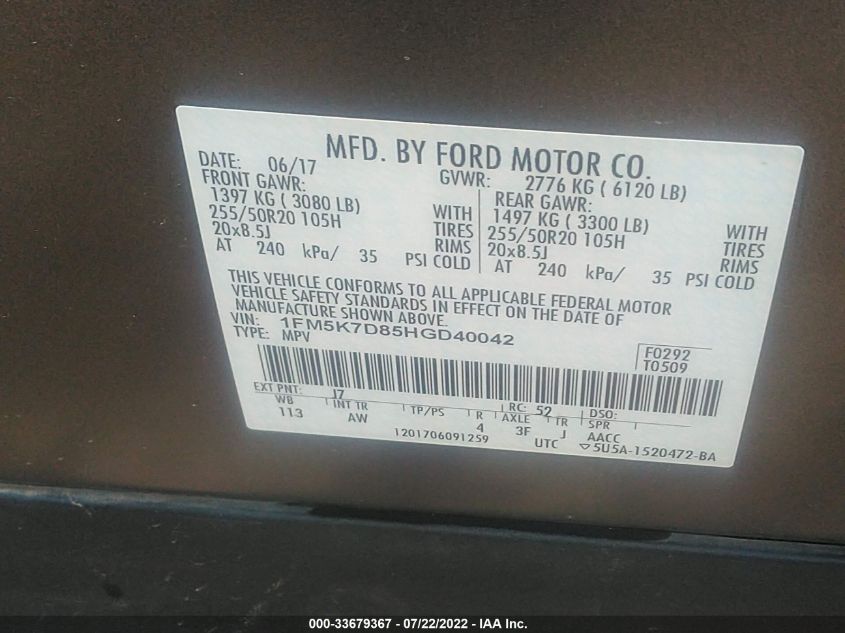 MFD. BY FORD MOTOR CO.
DATE: 06/17 GVWR: 2776 KG ( 6120 LB)
FRONT GAWR: REAR GAWR:
1397 KG ( 3080 LB) WITH 1497 KG ( 3300 LB) WITH
255/50R20 105H TIRES 255/50R20 105H TIRES
20x8.5J RIMS 20x8.5J RIMS
AT 240 kPa/ 35 PSI COLD AT 240 kPa/ 35 PSI COLD
THIS VEHICLE CONFORMS TO ALL APPLICABLE FEDERAL MOTOR
VEHICLE SAFETY STANDARDS IN EFFECT ON THE DATE OF
MANUFACTURE SHOWN ABOVE.
VIN: 1FM5K7D85HGD40042
TYPE: MPV
F0292
T0509
EXT PNT: J7 RC: 52 DSO:
WB INT TR TP/PS R AXLE TR SPR
113 AW 4 3F J AACC
1201706091259 UTC ▽5U5A-1520472-BA
000-33679367 - 07/22/2022 - IAA Inc.